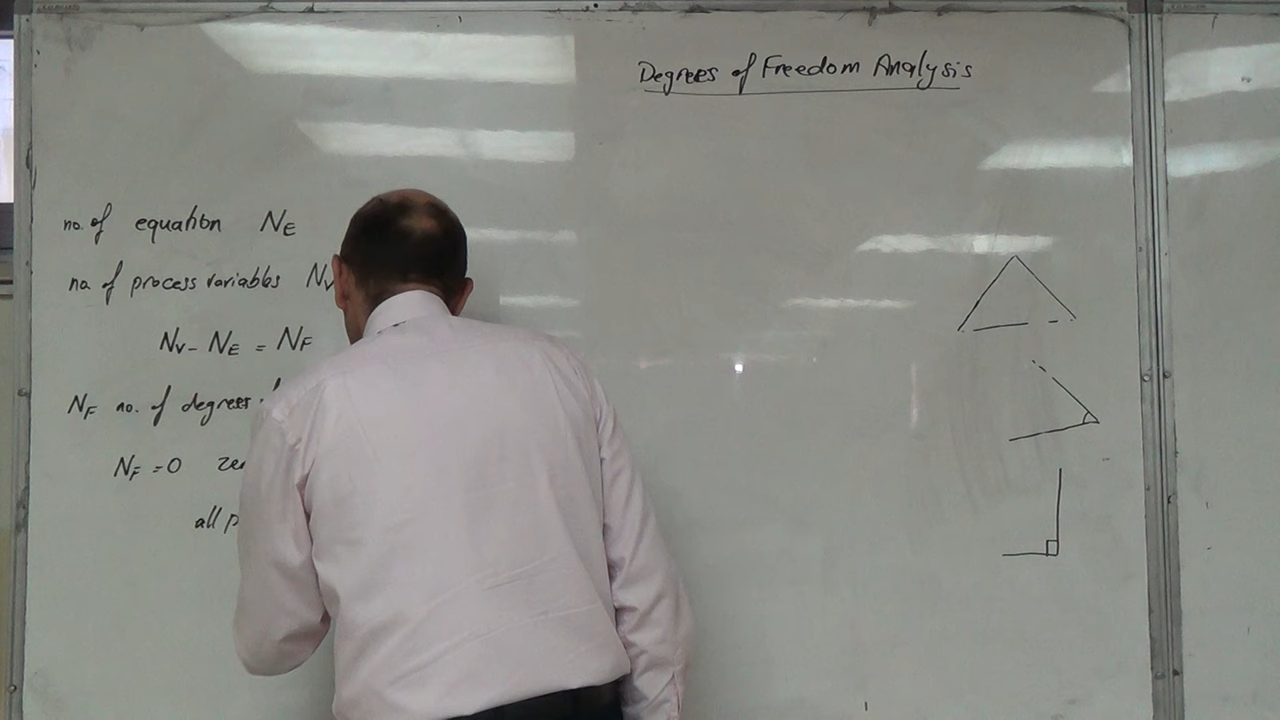 Degrees of Freedom Analysis
no. of equation N_E
no. of process variables N_V
N_V - N_E = N_F
N_F no. of degrees
N_F = 0
all